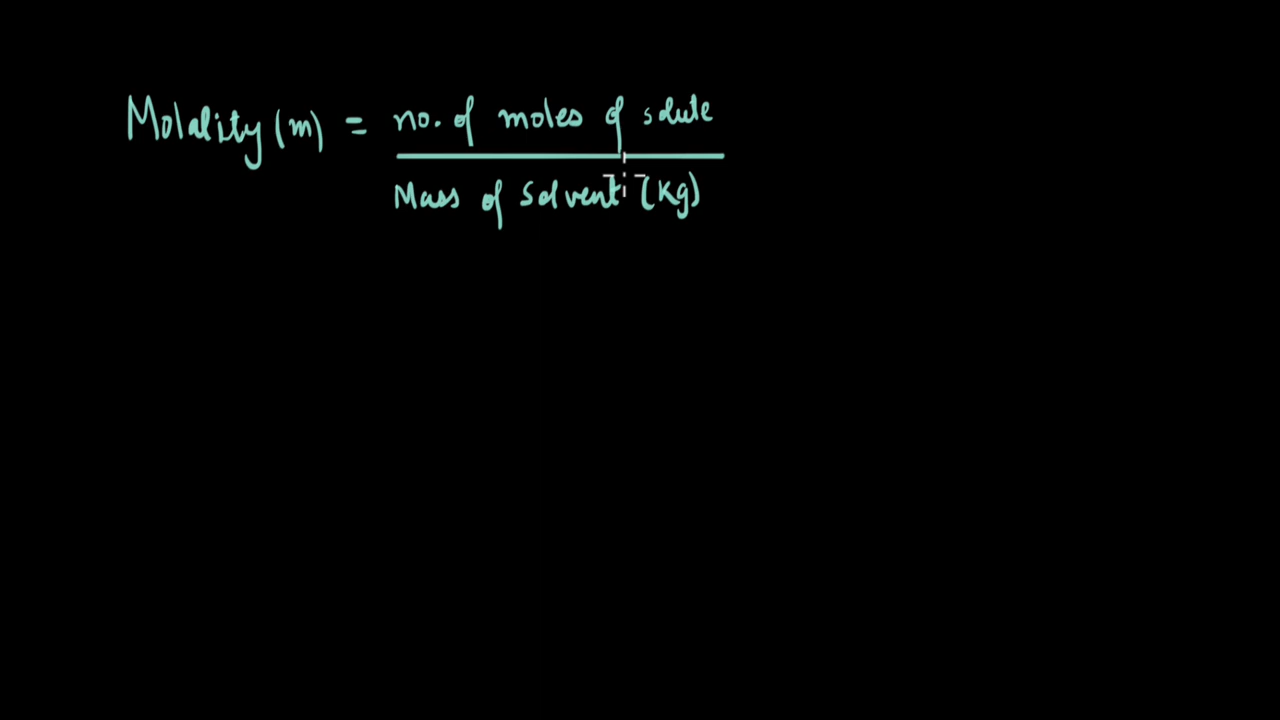 Molality (m) = no. of moles of solute
Mass of Solvent (Kg)